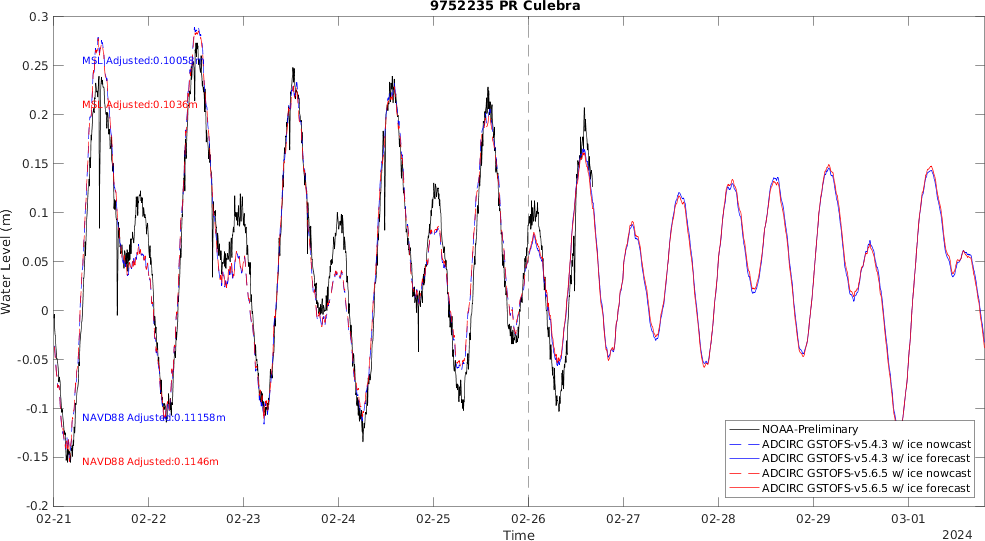 9752235 PR Culebra
0.3
0.25
0.2
0.15
0.1
0.05
0
-0.05
-0.1
-0.15
-0.2
Water Level (m)
MSL Adjusted:0.10058m
MSL Adjusted:0.1036m
NAVD88 Adjusted:0.11158m
NAVD88 Adjusted:0.1146m
NOAA-Preliminary
ADCIRC GSTOFS-v5.4.3 w/ ice nowcast
ADCIRC GSTOFS-v5.4.3 w/ ice forecast
ADCIRC GSTOFS-v5.6.5 w/ ice nowcast
ADCIRC GSTOFS-v5.6.5 w/ ice forecast
02-21 02-22 02-23 02-24 02-25 02-26 02-27 02-28 02-29 03-01
Time
2024